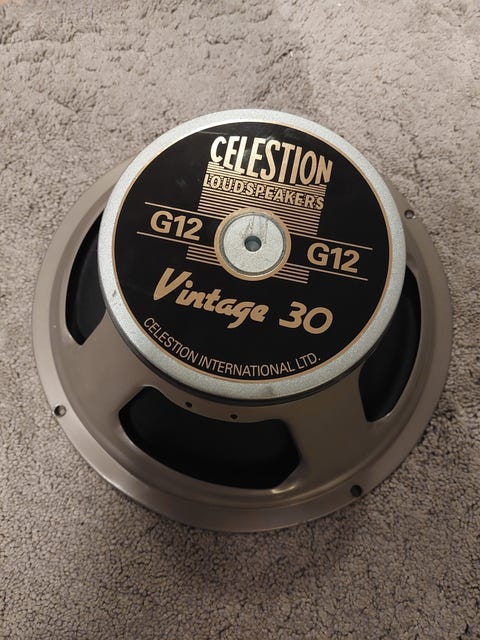 CELESTION
LOUDSPEAKERS
G12 G12
Vintage 30
CELESTION INTERNATIONAL LTD.